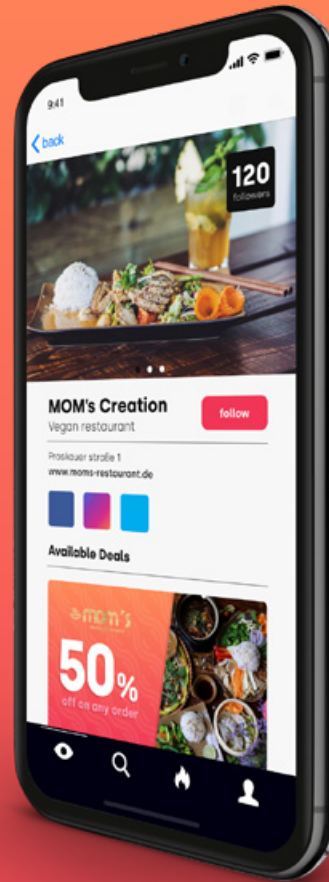 9:41
back
120
followers
MOM's Creation
Vegan restaurant
follow
Proskauer straße 1
www.moms-restaurant.de
Available Deals
mom's
50%
off on any order